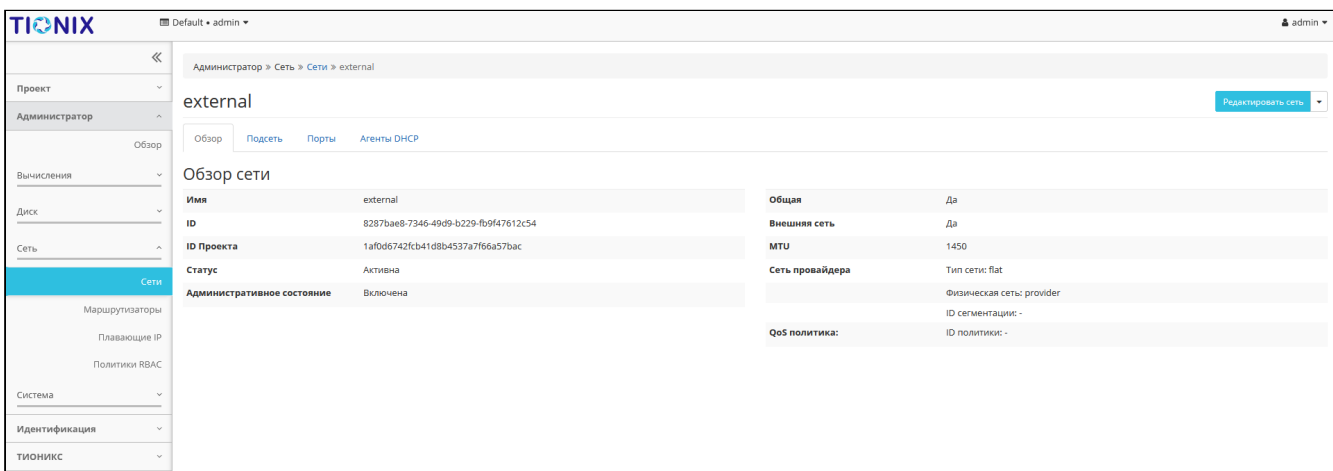 TIONIX
Default • admin
admin
Администратор » Сеть » Сети » external
Проект
Администратор
Обзор
Вычисления
Диск
Сеть
Сети
Маршрутизаторы
Плавающие IP
Политики RBAC
Система
Идентификация
ТИОНИКС
external
Редактировать сеть
Обзор Подсеть Порты Агенты DHCP
Обзор сети
Имя external
ID 8287bae8-7346-49d9-b229-fb9f47612c54
ID Проекта 1af0d6742fcb41d8b4537a7f66a57bac
Статус Активна
Административное состояние Включена
Общая Да
Внешняя сеть Да
MTU 1450
Сеть провайдера Тип сети: flat
Физическая сеть: provider
ID сегментации: -
QoS политика: ID политики: -